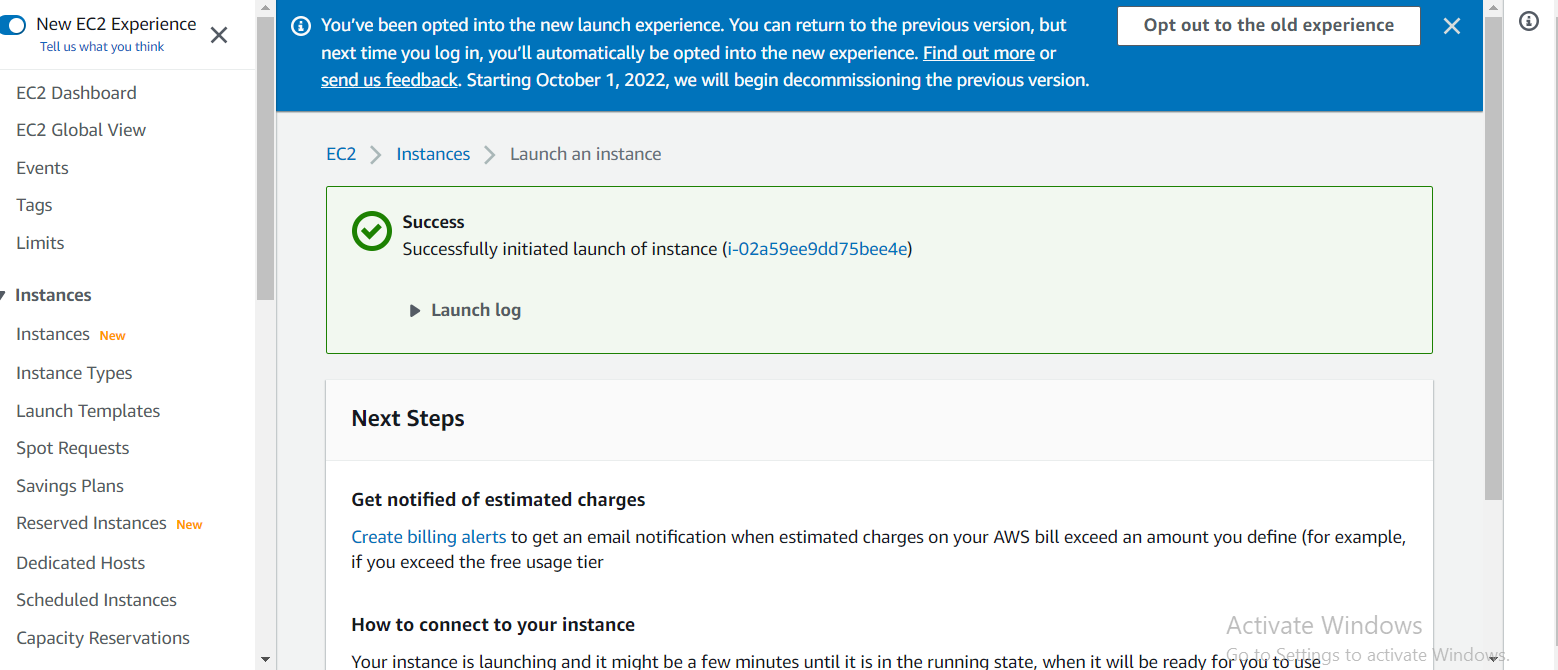 New EC2 Experience
Tell us what you think
EC2 Dashboard
EC2 Global View
Events
Tags
Limits
Instances
Instances New
Instance Types
Launch Templates
Spot Requests
Savings Plans
Reserved Instances New
Dedicated Hosts
Scheduled Instances
Capacity Reservations
You've been opted into the new launch experience. You can return to the previous version, but
next time you log in, you'll automatically be opted into the new experience. Find out more or
send us feedback. Starting October 1, 2022, we will begin decommissioning the previous version.
Opt out to the old experience
EC2 Instances Launch an instance
Success
Successfully initiated launch of instance (i-02a59ee9dd75bee4e)
Launch log
Next Steps
Get notified of estimated charges
Create billing alerts to get an email notification when estimated charges on your AWS bill exceed an amount you define (for example,
if you exceed the free usage tier
How to connect to your instance
Your instance is launching and it might be a few minutes until it is in the running state, when it will be ready for you to use
Activate Windows
Go to Settings to activate Windows.